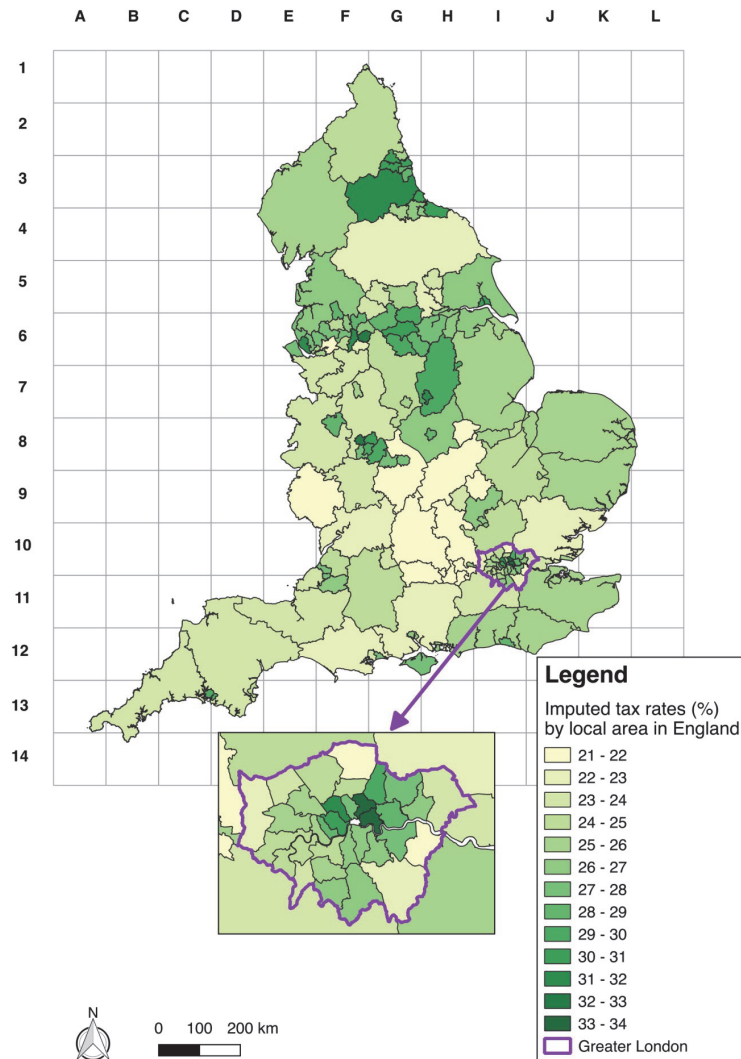 A B C D E F G H I J K L
1
2
3
4
5
6
7
8
9
10
11
12
13
14
Legend
Imputed tax rates (%)
by local area in England
21 - 22
22 - 23
23 - 24
24 - 25
25 - 26
26 - 27
27 - 28
28 - 29
29 - 30
30 - 31
31 - 32
32 - 33
33 - 34
Greater London
N
0 100 200 km